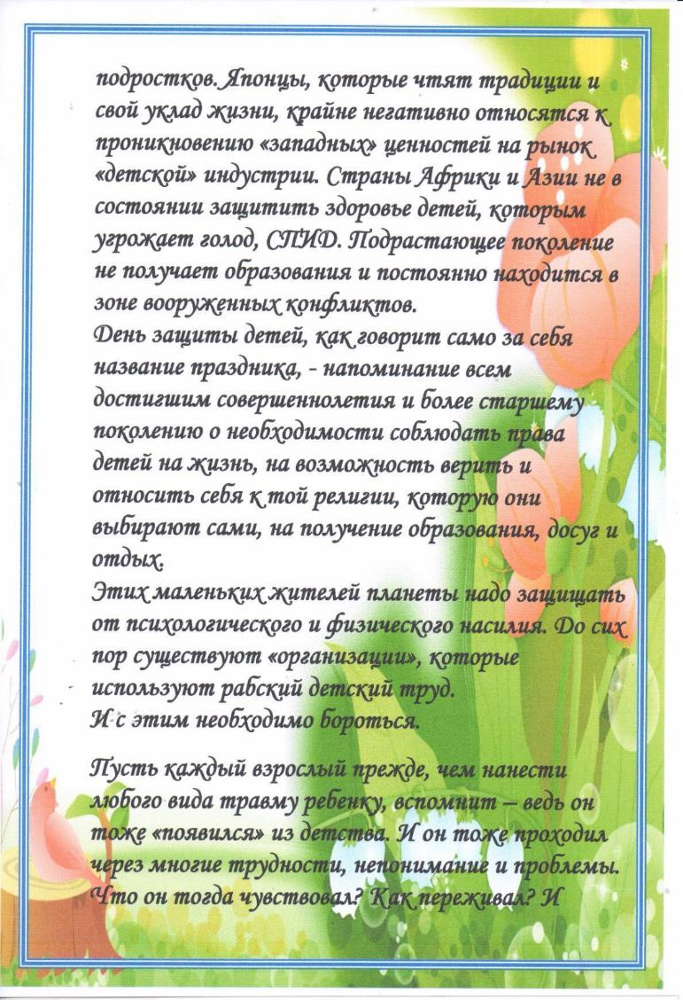 подростков. Японцы, которые чтят традиции и
свой уклад жизни, крайне негативно относятся к
проникновению «западных» ценностей на рынок
«детской» индустрии. Страны Африки и Азии не в
состоянии защитить здоровье детей, которым
угрожает голод, СПИД. Подрастающее поколение
не получает образования и постоянно находится в
зоне вооруженных конфликтов.
День защиты детей, как говорит само за себя
название праздника, - напоминание всем
достигшим совершеннолетия и более старшему
поколению о необходимости соблюдать права
детей на жизнь, на возможность верить и
относить себя к той религии, которую они
выбирают сами, на получение образования, досуг и
отдых.
Этих маленьких жителей планеты надо защищать
от психологического и физического насилия. До сих
пор существуют «организации», которые
используют рабский детский труд.
И с этим необходимо бороться.
Пусть каждый взрослый прежде, чем нанести
любого вида травму ребенку, вспомнит – ведь он
тоже «появился» из детства. И он тоже проходил
через многие трудности, непонимание и проблемы.
Что он тогда чувствовал? Как переживал? И